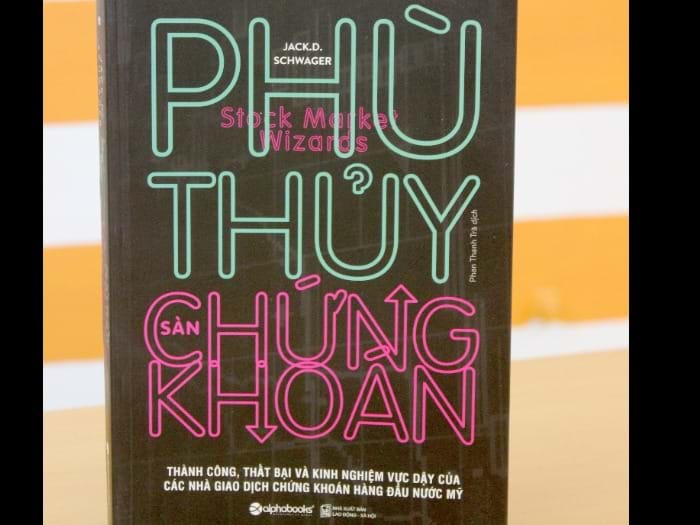 JACK.D.
SCHWAGER
PHÙ
Stock Market
Wizards
THỦY
Phan Thanh Trà dịch
SÀN
CHỨNG
KHOÁN
THÀNH CÔNG, THẤT BẠI VÀ KINH NGHIỆM VỰC DẬY CỦA
CÁC NHÀ GIAO DỊCH CHỨNG KHOÁN HÀNG ĐẦU NƯỚC MỸ
alphabooks
NHÀ XUẤT BẢN
LAO ĐỘNG - XÃ HỘI